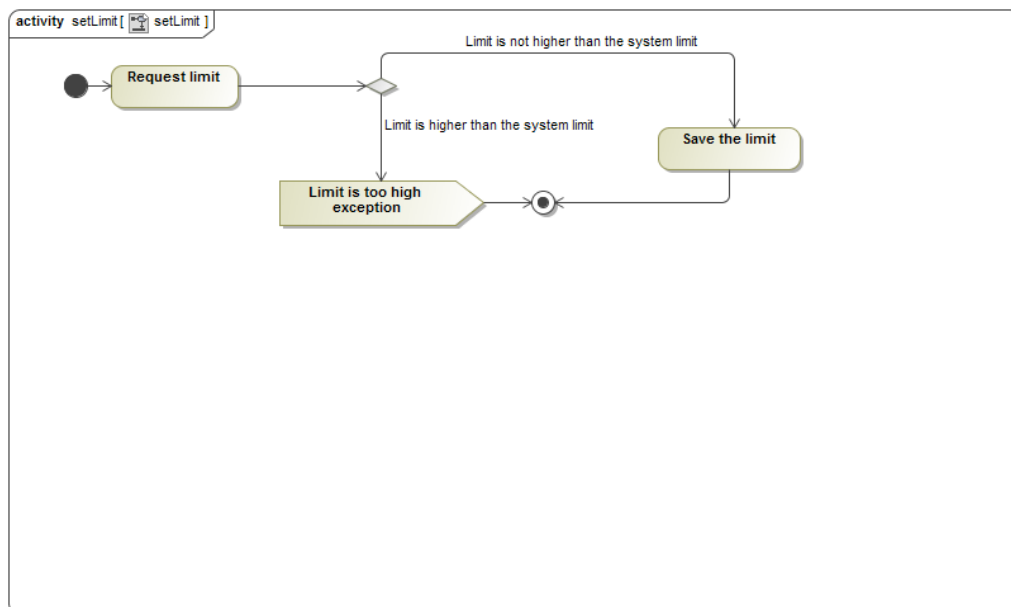 activity setLimit [ setLimit ]
Limit is not higher than the system limit
Request limit
Limit is higher than the system limit
Save the limit
Limit is too high
exception